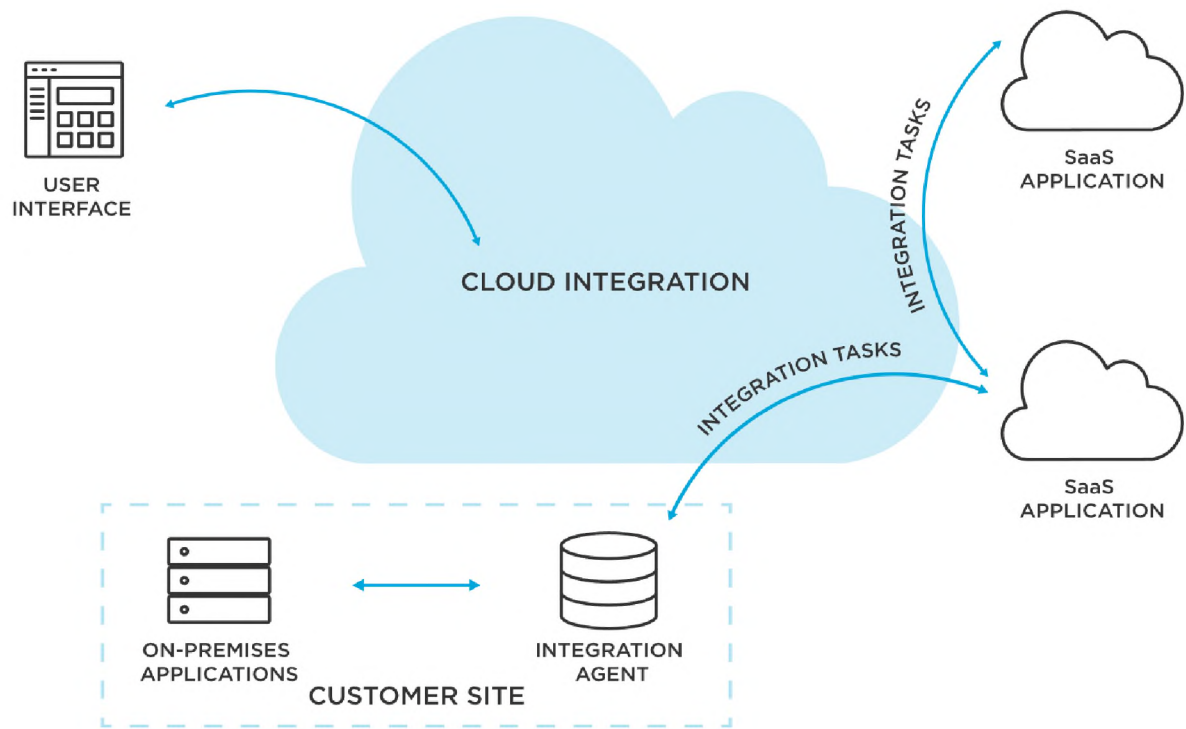 USER
INTERFACE
CLOUD INTEGRATION
INTEGRATION TASKS
SaaS
APPLICATION
INTEGRATION TASKS
SaaS
APPLICATION
ON-PREMISES
APPLICATIONS
INTEGRATION
AGENT
CUSTOMER SITE